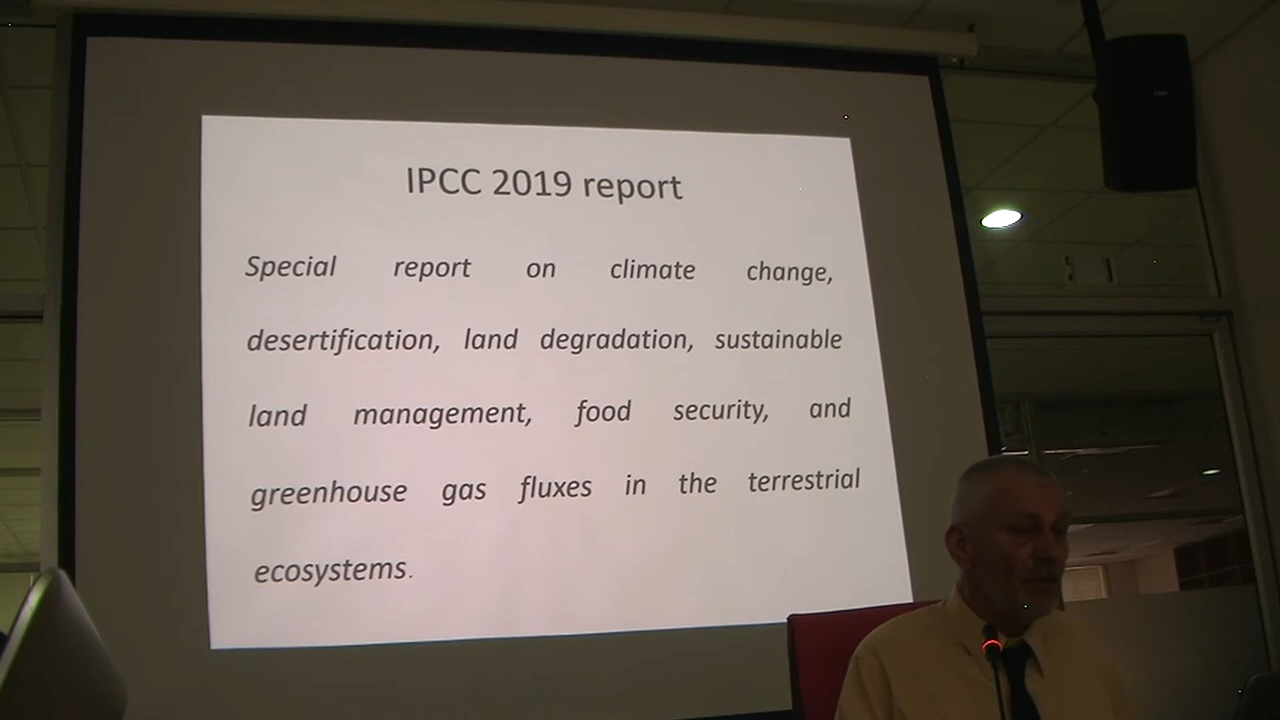 IPCC 2019 report
Special report on climate change,
desertification, land degradation, sustainable
land management, food security, and
greenhouse gas fluxes in the terrestrial
ecosystems.